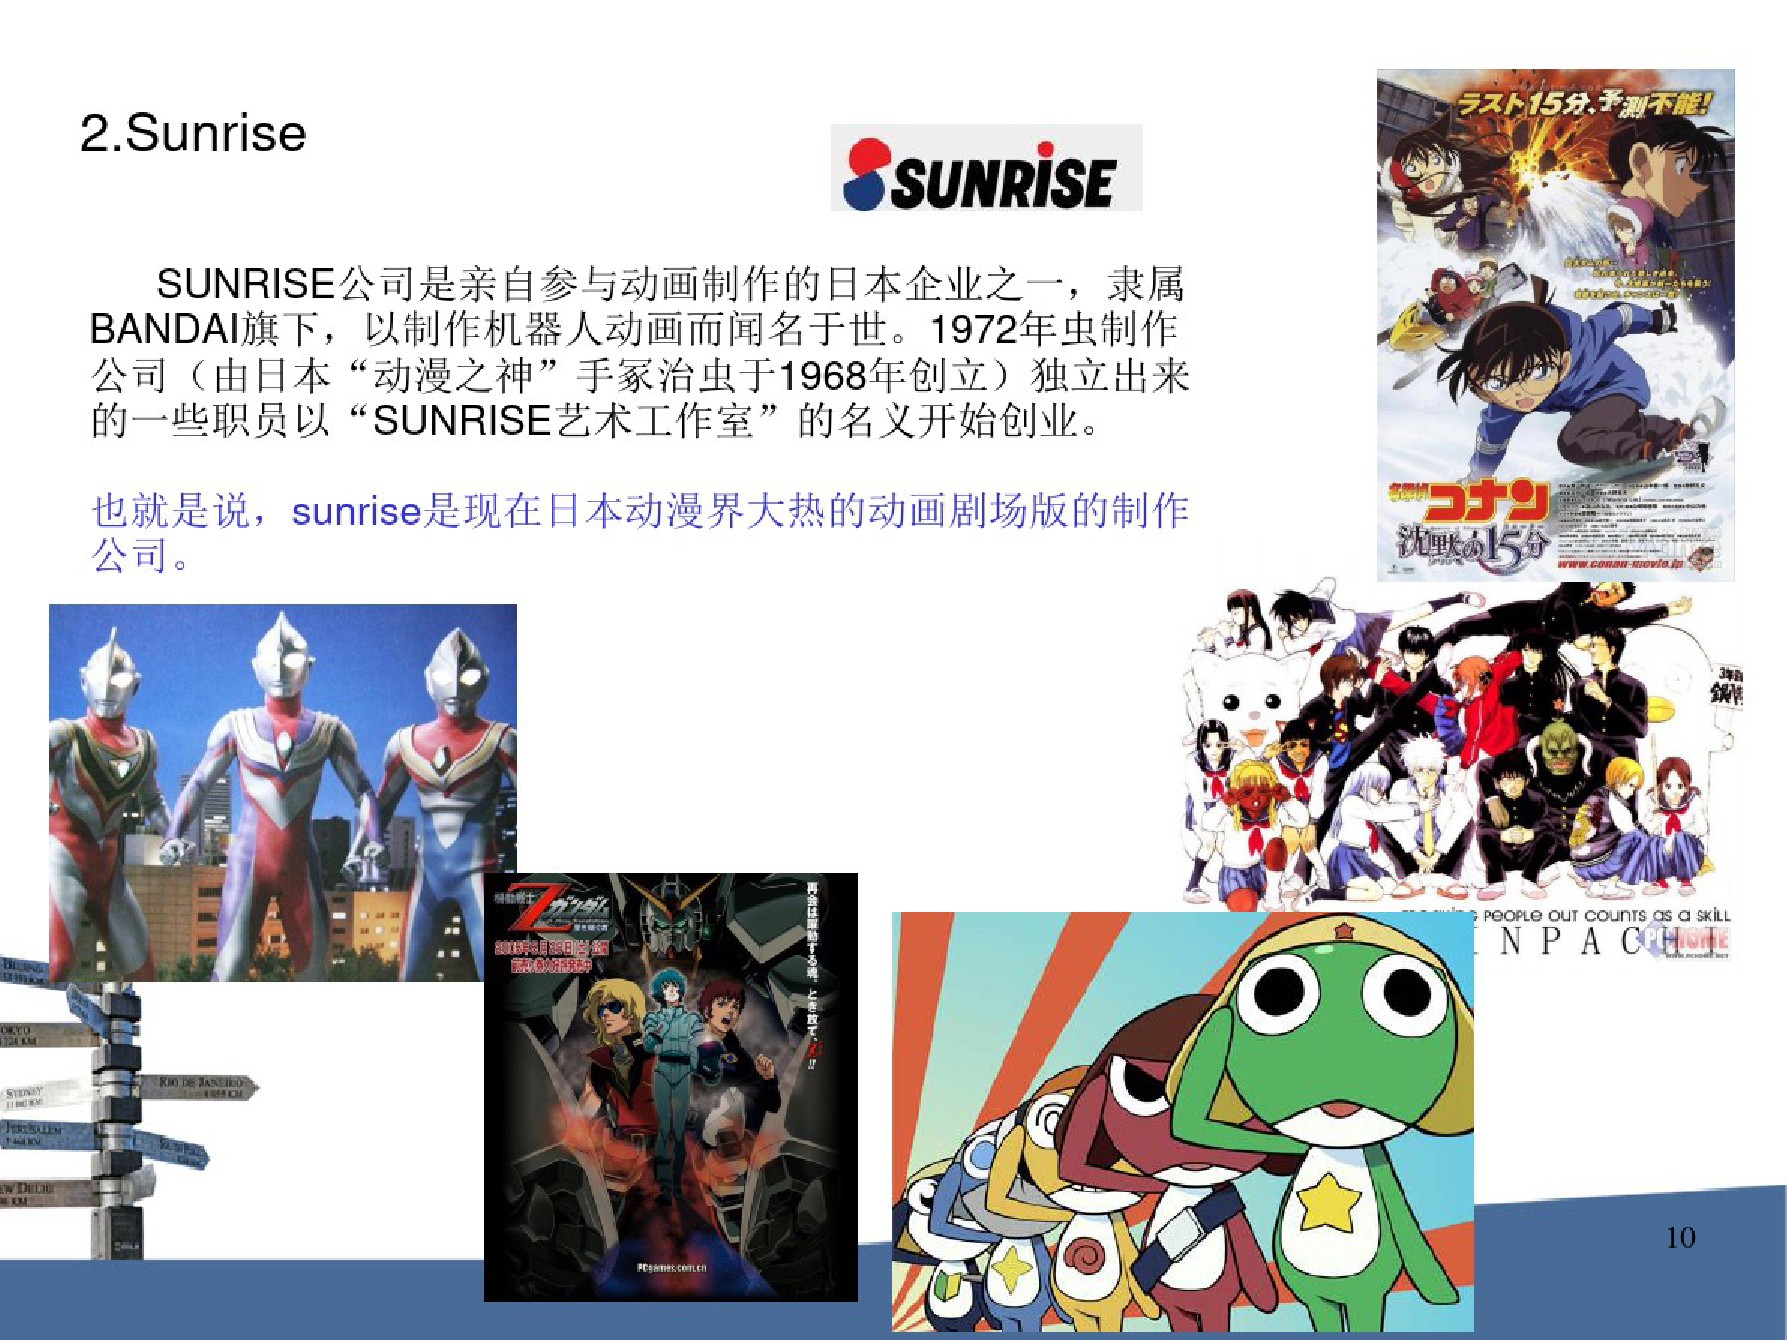 2.Sunrise
SUNRISE
SUNRISE公司是亲自参与动画制作的日本企业之一，隶属
BANDAI旗下，以制作机器人动画而闻名于世。1972年虫制作
公司（由日本“动漫之神”手冢治虫于1968年创立）独立出来
的一些职员以“SUNRISE艺术工作室”的名义开始创业。
也就是说，sunrise是现在日本动漫界大热的动画剧场版的制作
公司。
ラスト15分、予測不能!
名探偵
コナン
沈黙の15分
www.conan-movie.jp
PEOPLE OUT COUNTS AS A SKILL
機動戦士
Zガンダム
再会は躍動する魂。とき放て、Z!!
PCgames.com.cn
TOKYO
SYDNEY
RIO DE JANEIRO
JERUSALEM
10